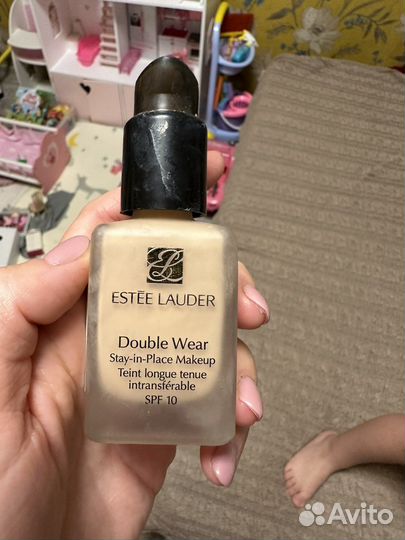 ESTĒE LAUDER
Double Wear
Stay-in-Place Makeup
Teint longue tenue
intransférable
SPF 10
Avito